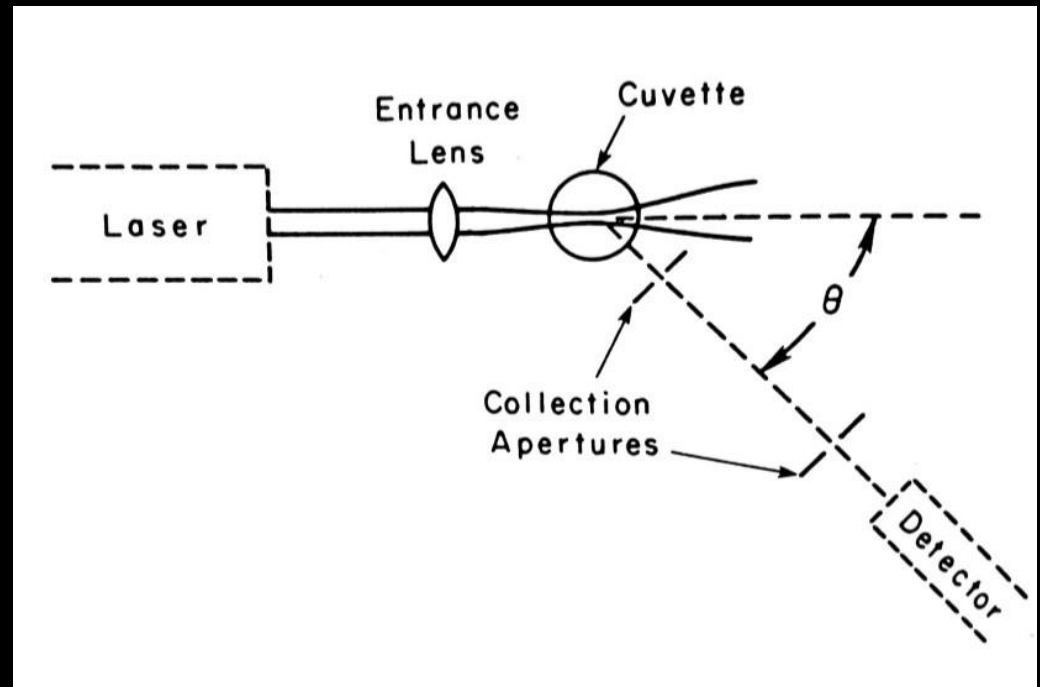 Entrance
Lens
Cuvette
Laser
θ
Collection
Apertures
Detector